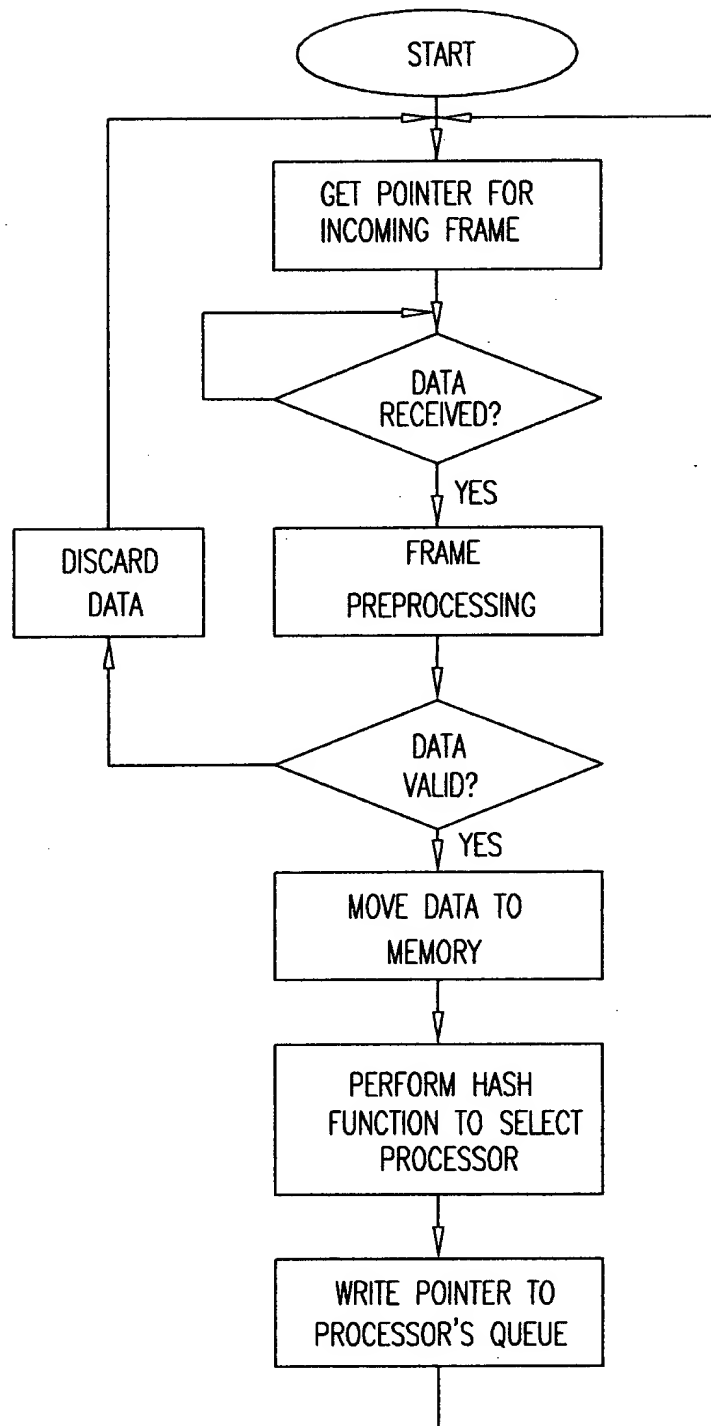 START
GET POINTER FOR
INCOMING FRAME
DATA
RECEIVED?
YES
DISCARD
DATA
FRAME
PREPROCESSING
DATA
VALID?
YES
MOVE DATA TO
MEMORY
PERFORM HASH
FUNCTION TO SELECT
PROCESSOR
WRITE POINTER TO
PROCESSOR'S QUEUE